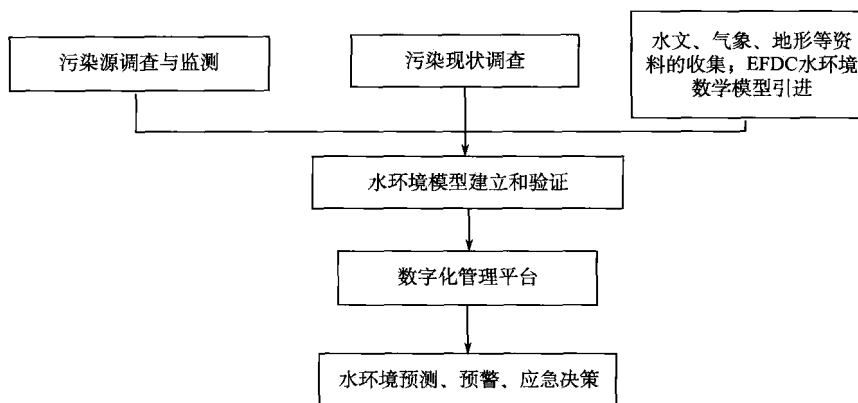 污染源调查与监测
污染现状调查
水文、气象、地形等资
料的收集；EFDC水环境
数学模型引进
水环境模型建立和验证
数字化管理平台
水环境预测、预警、应急决策